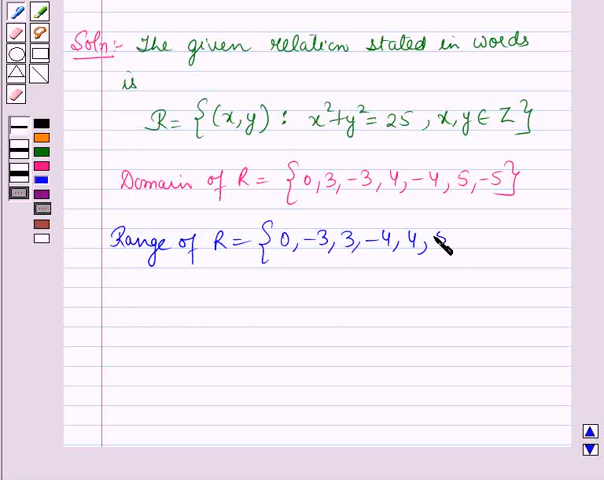 Soln:- The given relation stated in words
is
R = {(x,y) : x²+y² = 25 , x,y ∈ Z}
Domain of R = {0,3,-3,4,-4,5,-5}
Range of R = {0,-3,3,-4,4,